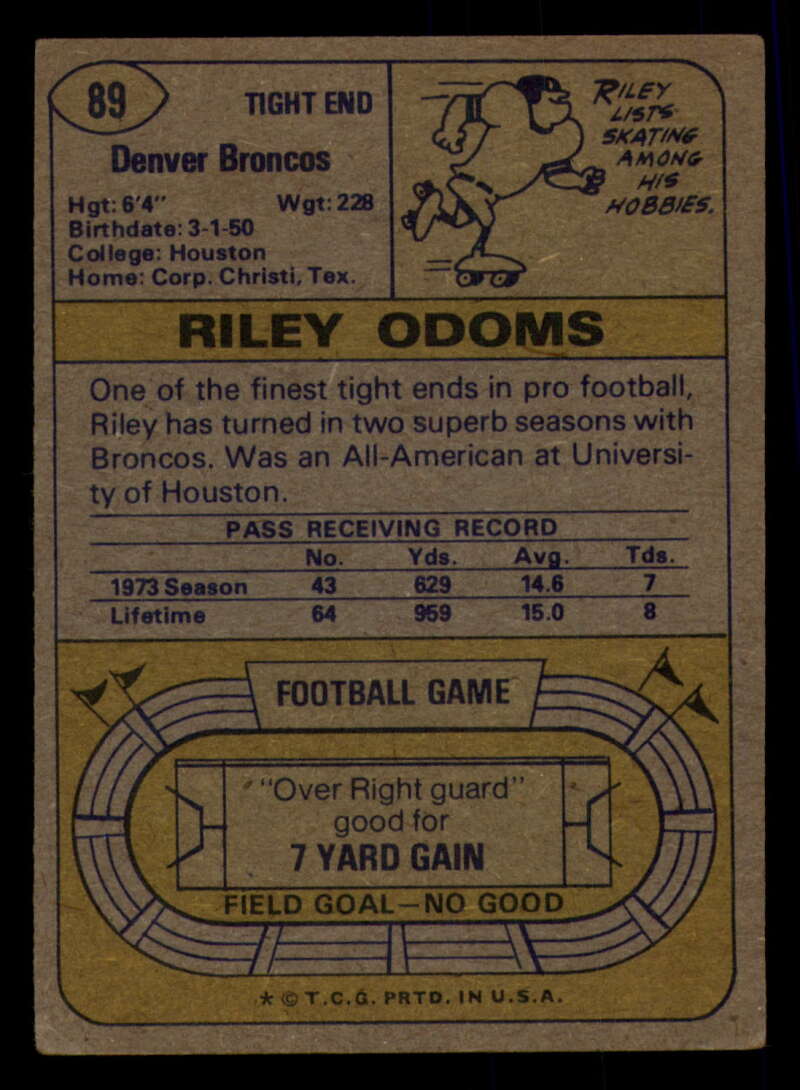 89
TIGHT END
Denver Broncos
Hgt: 6'4" Wgt: 228
Birthdate: 3-1-50
College: Houston
Home: Corp. Christi, Tex.
RILEY
LISTS
SKATING
AMONG
HIS
HOBBIES.
RILEY ODOMS
One of the finest tight ends in pro football,
Riley has turned in two superb seasons with
Broncos. Was an All-American at Universi-
ty of Houston.
PASS RECEIVING RECORD
No. Yds. Avg. Tds.
1973 Season 43 629 14.6 7
Lifetime 64 959 15.0 8
FOOTBALL GAME
"Over Right guard"
good for
7 YARD GAIN
FIELD GOAL—NO GOOD
* © T.C.G. PRTD. IN U.S.A.